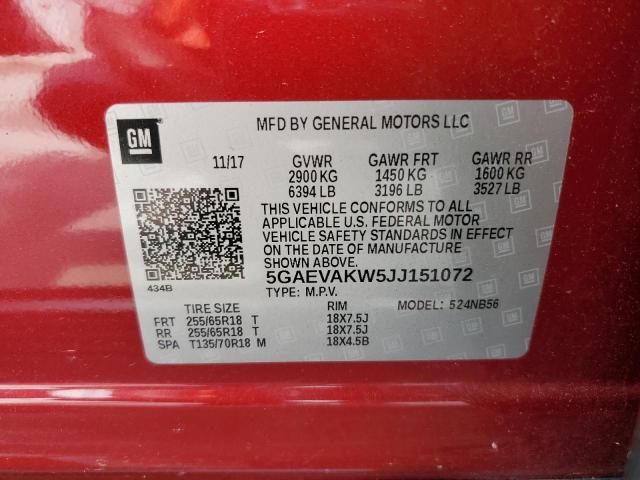 GM
MFD BY GENERAL MOTORS LLC
11/17 GVWR GAWR FRT GAWR RR
2900 KG 1450 KG 1600 KG
6394 LB 3196 LB 3527 LB
THIS VEHICLE CONFORMS TO ALL
APPLICABLE U.S. FEDERAL MOTOR
VEHICLE SAFETY STANDARDS IN EFFECT
ON THE DATE OF MANUFACTURE
SHOWN ABOVE.
5GAEVAKW5JJ151072
434B
TYPE: M.P.V.
TIRE SIZE RIM MODEL: 524NB56
FRT 255/65R18 T 18X7.5J
RR 255/65R18 T 18X7.5J
SPA T135/70R18 M 18X4.5B